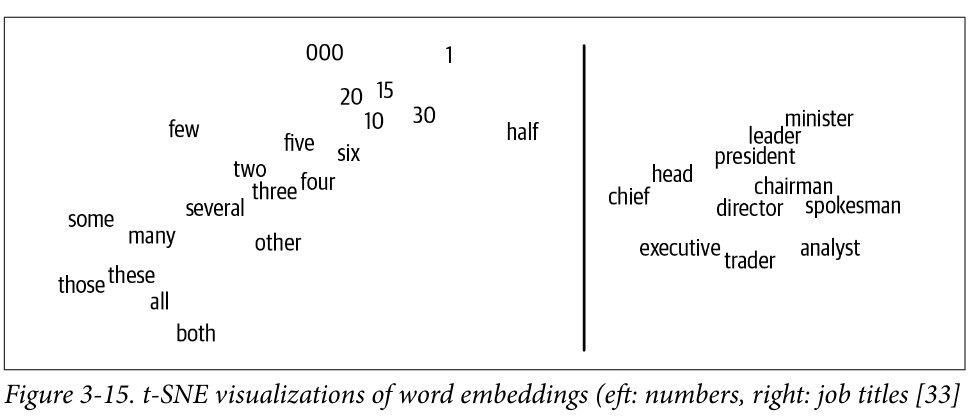 000 1
20 15
10 30
few five half
six
two
three four
several
some
many other
those these
all
both
minister
leader
president
head
chief chairman
director spokesman
executive analyst
trader
Figure 3-15. t-SNE visualizations of word embeddings (eft: numbers, right: job titles [33]